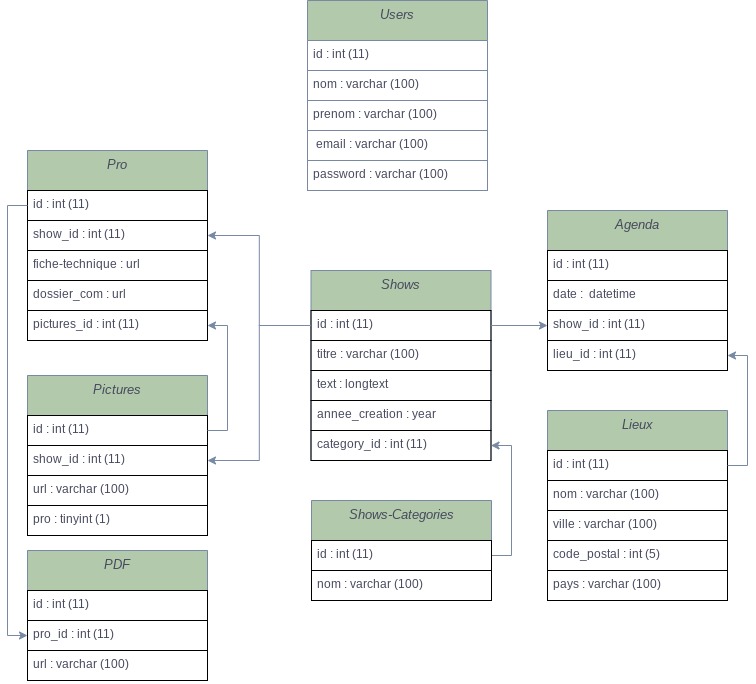 Users
id : int (11)
nom : varchar (100)
prenom : varchar (100)
email : varchar (100)
password : varchar (100)
Pro
id : int (11)
show_id : int (11)
fiche-technique : url
dossier_com : url
pictures_id : int (11)
Pictures
id : int (11)
show_id : int (11)
url : varchar (100)
pro : tinyint (1)
PDF
id : int (11)
pro_id : int (11)
url : varchar (100)
Shows
id : int (11)
titre : varchar (100)
text : longtext
annee_creation : year
category_id : int (11)
Shows-Categories
id : int (11)
nom : varchar (100)
Agenda
id : int (11)
date : datetime
show_id : int (11)
lieu_id : int (11)
Lieux
id : int (11)
nom : varchar (100)
ville : varchar (100)
code_postal : int (5)
pays : varchar (100)